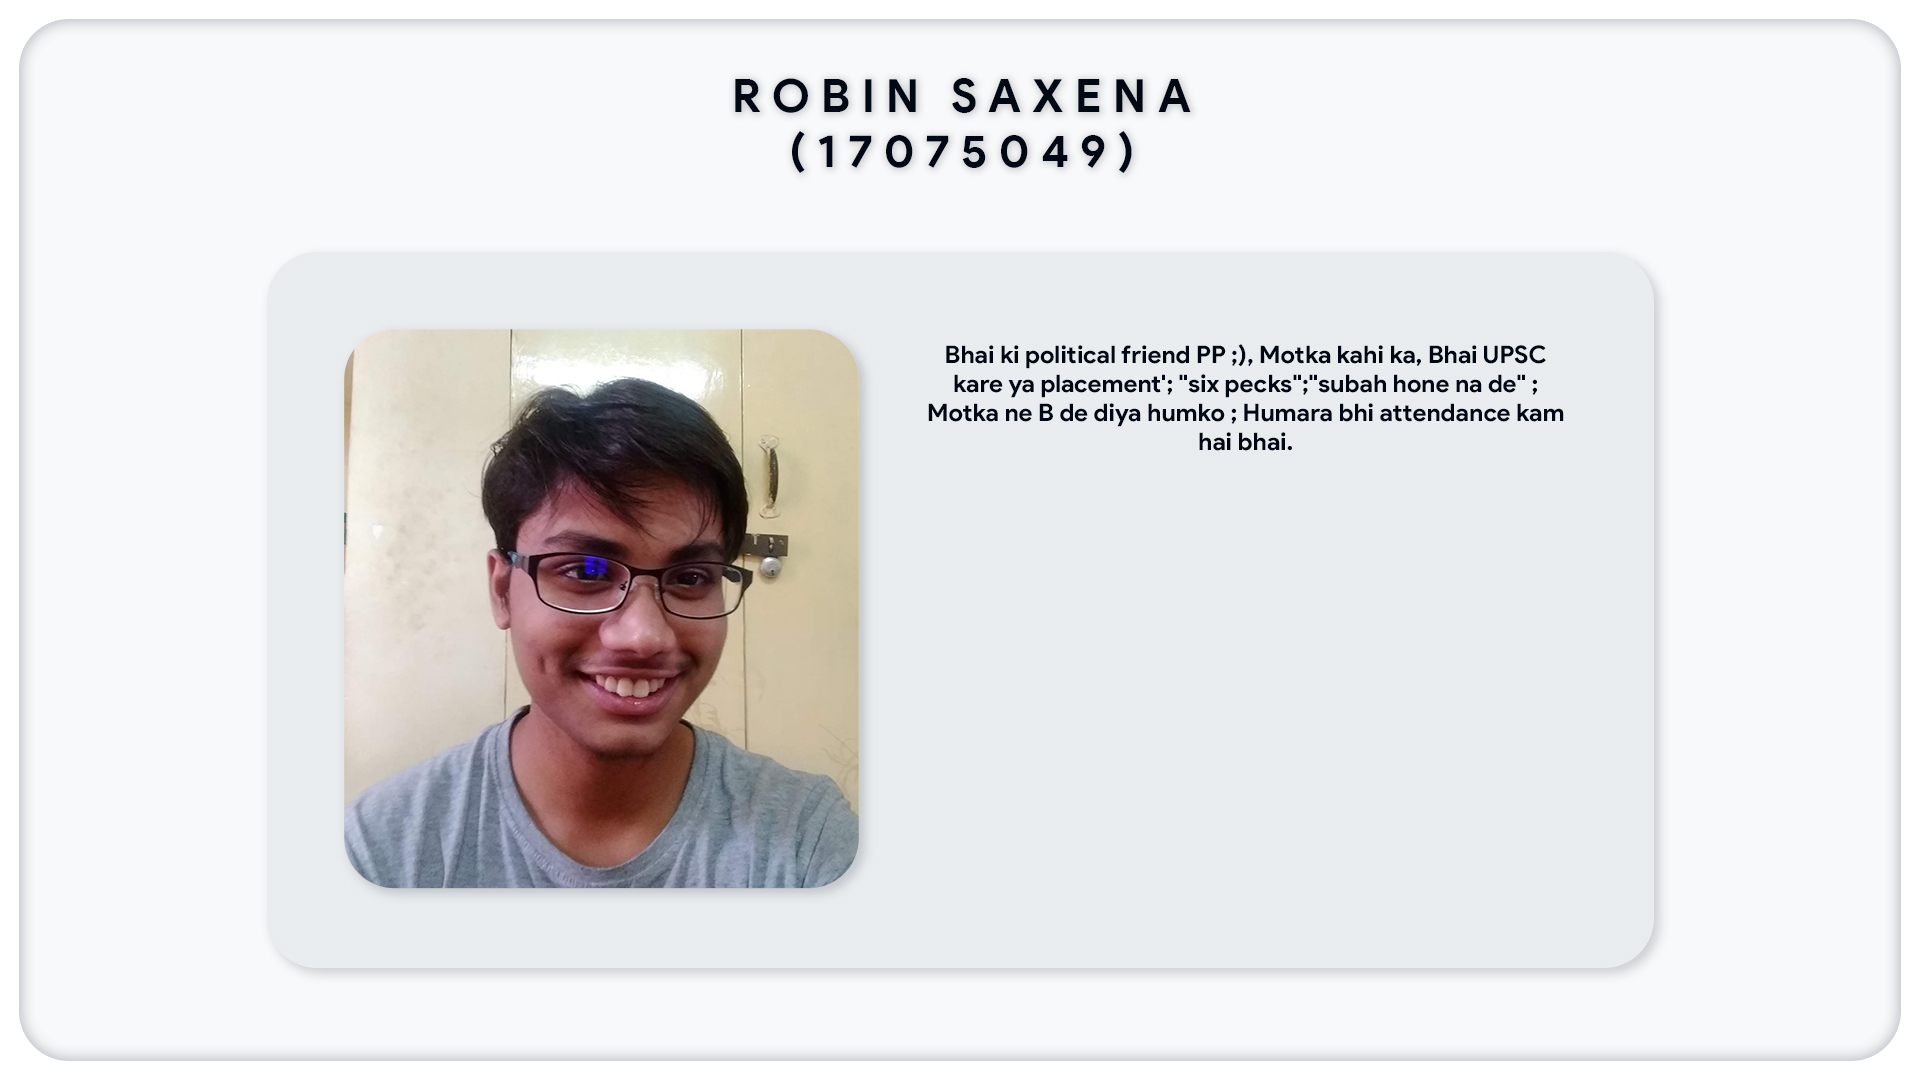 ROBIN SAXENA
(17075049)
Bhai ki political friend PP ;), Motka kahi ka, Bhai UPSC
kare ya placement'; "six pecks";"subah hone na de" ;
Motka ne B de diya humko ; Humara bhi attendance kam
hai bhai.